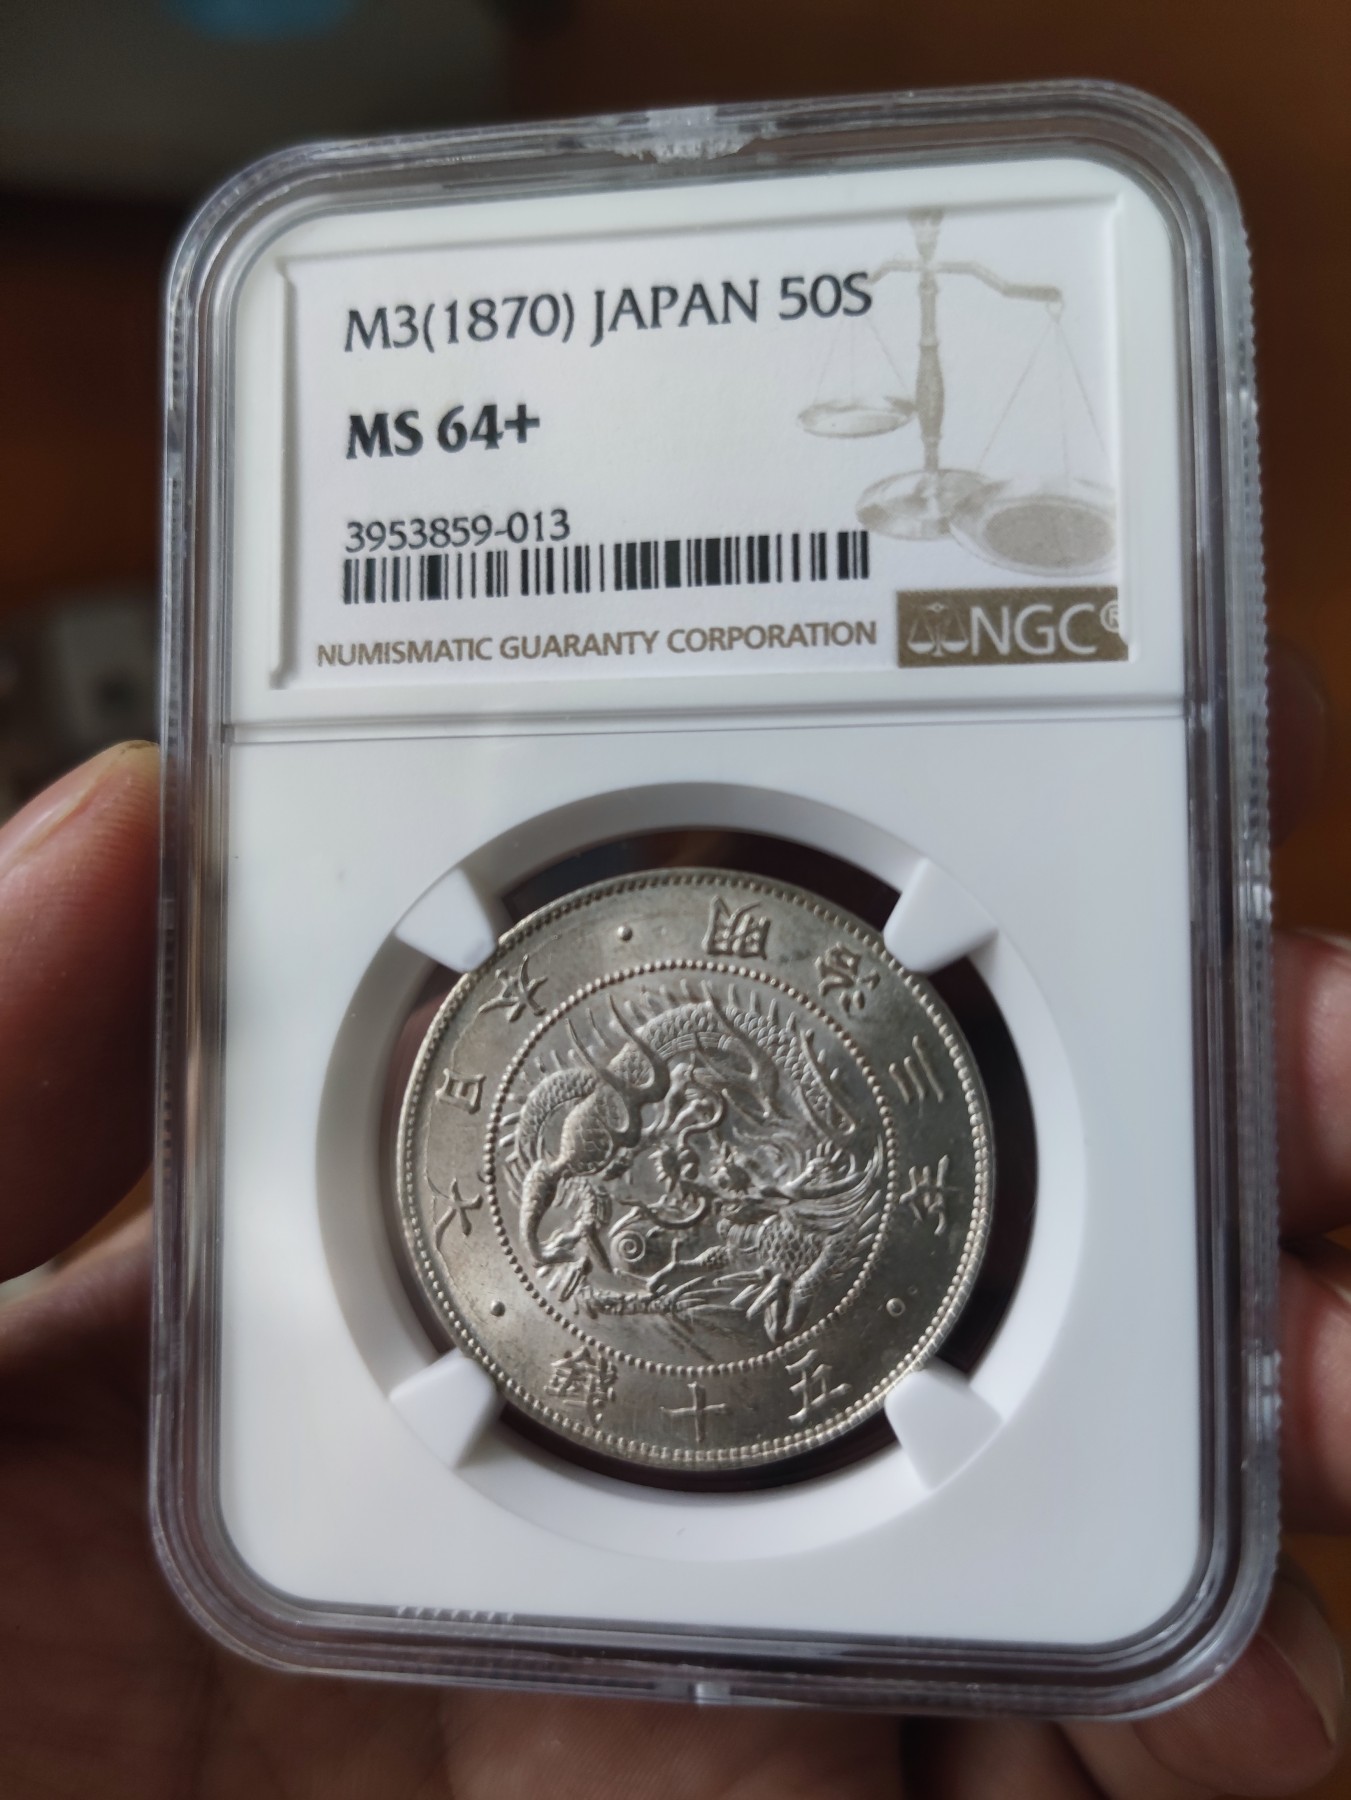 M3(1870) JAPAN 50S
MS 64+
3953859-013
NUMISMATIC GUARANTY CORPORATION
NGC®
明治三年
五十錢
大日本